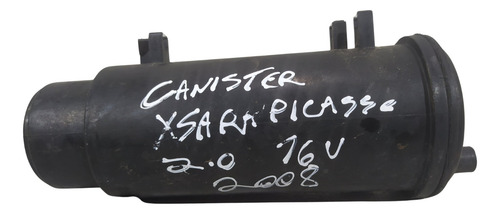 CANISTER
XSARA PICASSO
2.0 16V
2008